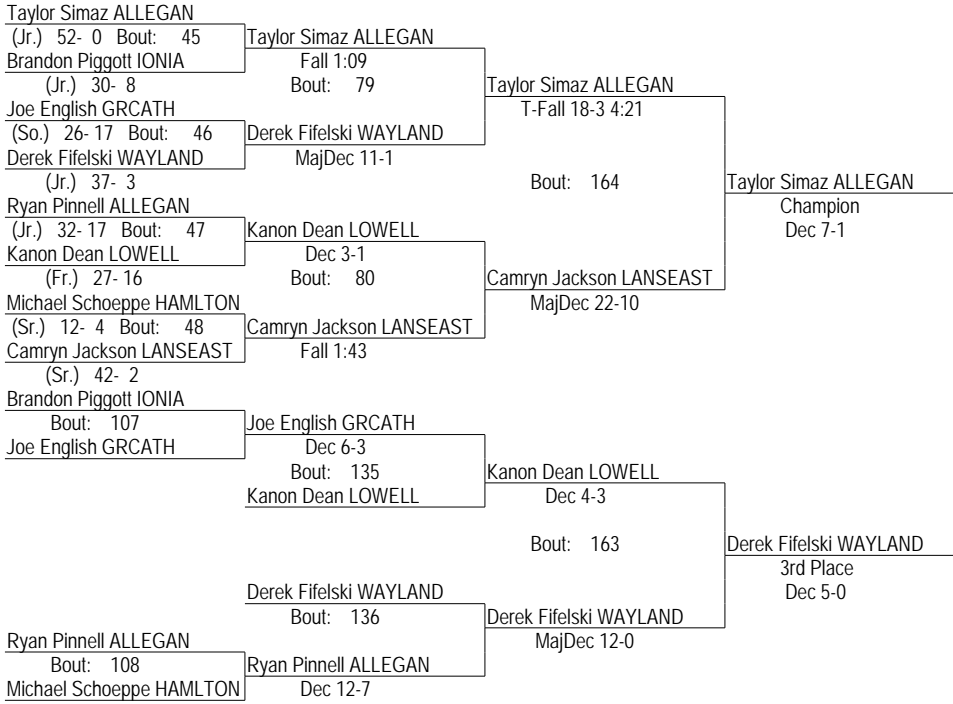 Taylor Simaz ALLEGAN
(Jr.) 52- 0 Bout: 45
Taylor Simaz ALLEGAN
Brandon Piggott IONIA
Fall 1:09
(Jr.) 30- 8
Bout: 79
Taylor Simaz ALLEGAN
Joe English GRCATH
T-Fall 18-3 4:21
(So.) 26- 17 Bout: 46
Derek Fifelski WAYLAND
Derek Fifelski WAYLAND
MajDec 11-1
(Jr.) 37- 3
Bout: 164
Taylor Simaz ALLEGAN
Ryan Pinnell ALLEGAN
Champion
(Jr.) 32- 17 Bout: 47
Kanon Dean LOWELL
Dec 7-1
Kanon Dean LOWELL
Dec 3-1
(Fr.) 27- 16
Bout: 80
Camryn Jackson LANSEAST
Michael Schoeppe HAMLTON
MajDec 22-10
(Sr.) 12- 4 Bout: 48
Camryn Jackson LANSEAST
Camryn Jackson LANSEAST
Fall 1:43
(Sr.) 42- 2
Brandon Piggott IONIA
Bout: 107
Joe English GRCATH
Joe English GRCATH
Dec 6-3
Bout: 135
Kanon Dean LOWELL
Kanon Dean LOWELL
Dec 4-3
Bout: 163
Derek Fifelski WAYLAND
3rd Place
Derek Fifelski WAYLAND
Dec 5-0
Bout: 136
Derek Fifelski WAYLAND
Ryan Pinnell ALLEGAN
MajDec 12-0
Bout: 108
Ryan Pinnell ALLEGAN
Michael Schoeppe HAMLTON
Dec 12-7